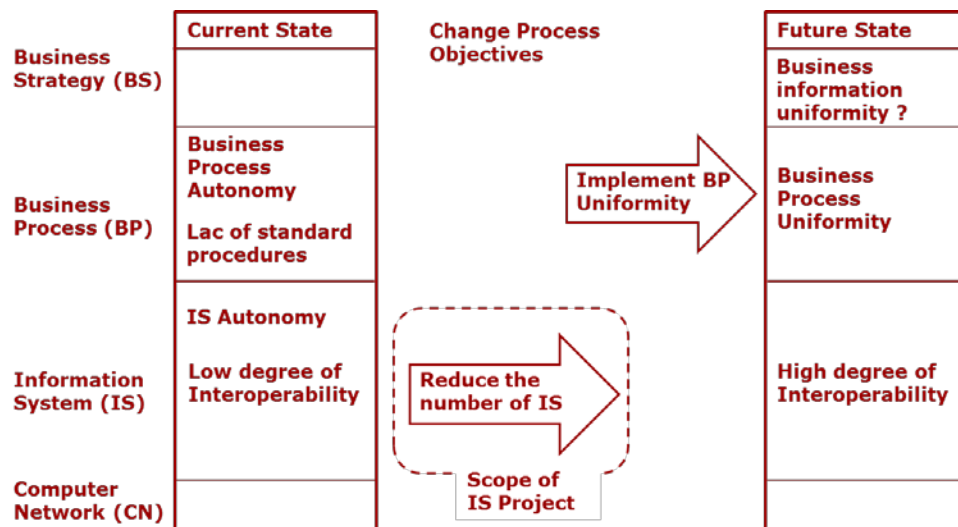 Current State
Change Process
Objectives
Future State
Business
Strategy (BS)
Business
information
uniformity ?
Business
Process (BP)
Business
Process
Autonomy
Lac of standard
procedures
Implement BP
Uniformity
Business
Process
Uniformity
Information
System (IS)
IS Autonomy
Low degree of
Interoperability
Reduce the
number of IS
High degree of
Interoperability
Scope of
IS Project
Computer
Network (CN)